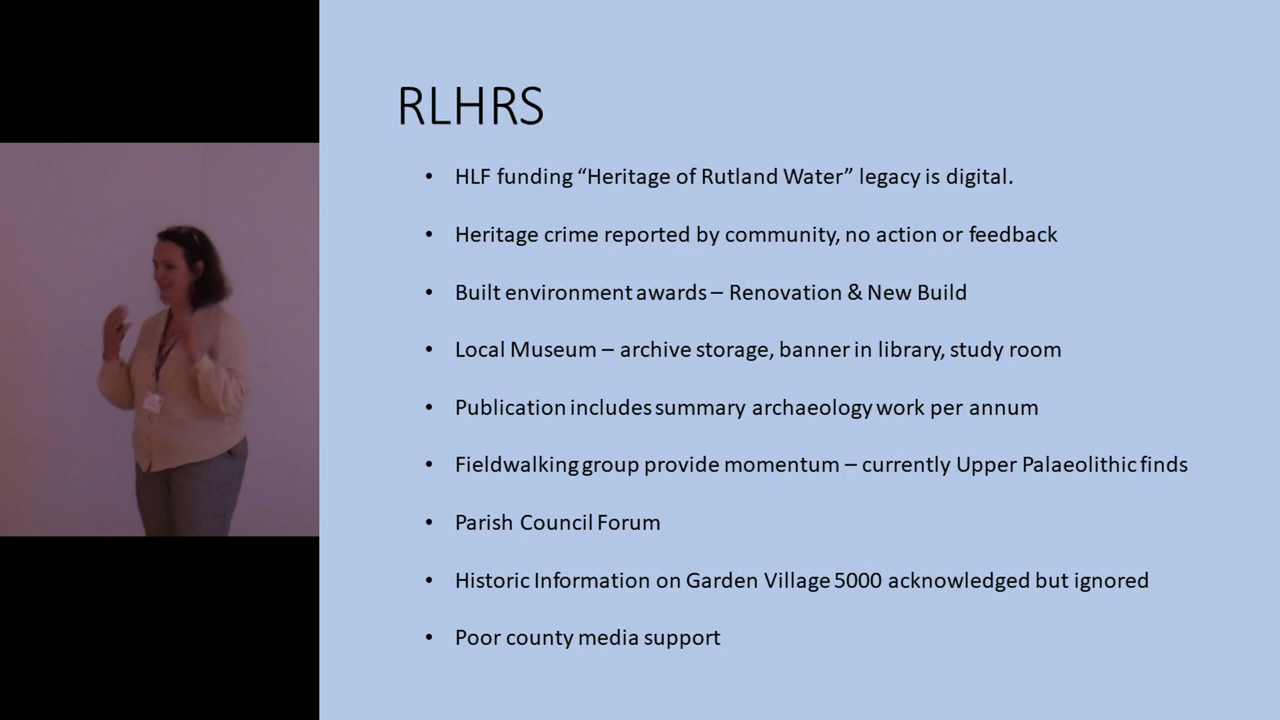 RLHRS
• HLF funding “Heritage of Rutland Water” legacy is digital.
• Heritage crime reported by community, no action or feedback
• Built environment awards – Renovation & New Build
• Local Museum – archive storage, banner in library, study room
• Publication includes summary archaeology work per annum
• Fieldwalking group provide momentum – currently Upper Palaeolithic finds
• Parish Council Forum
• Historic Information on Garden Village 5000 acknowledged but ignored
• Poor county media support